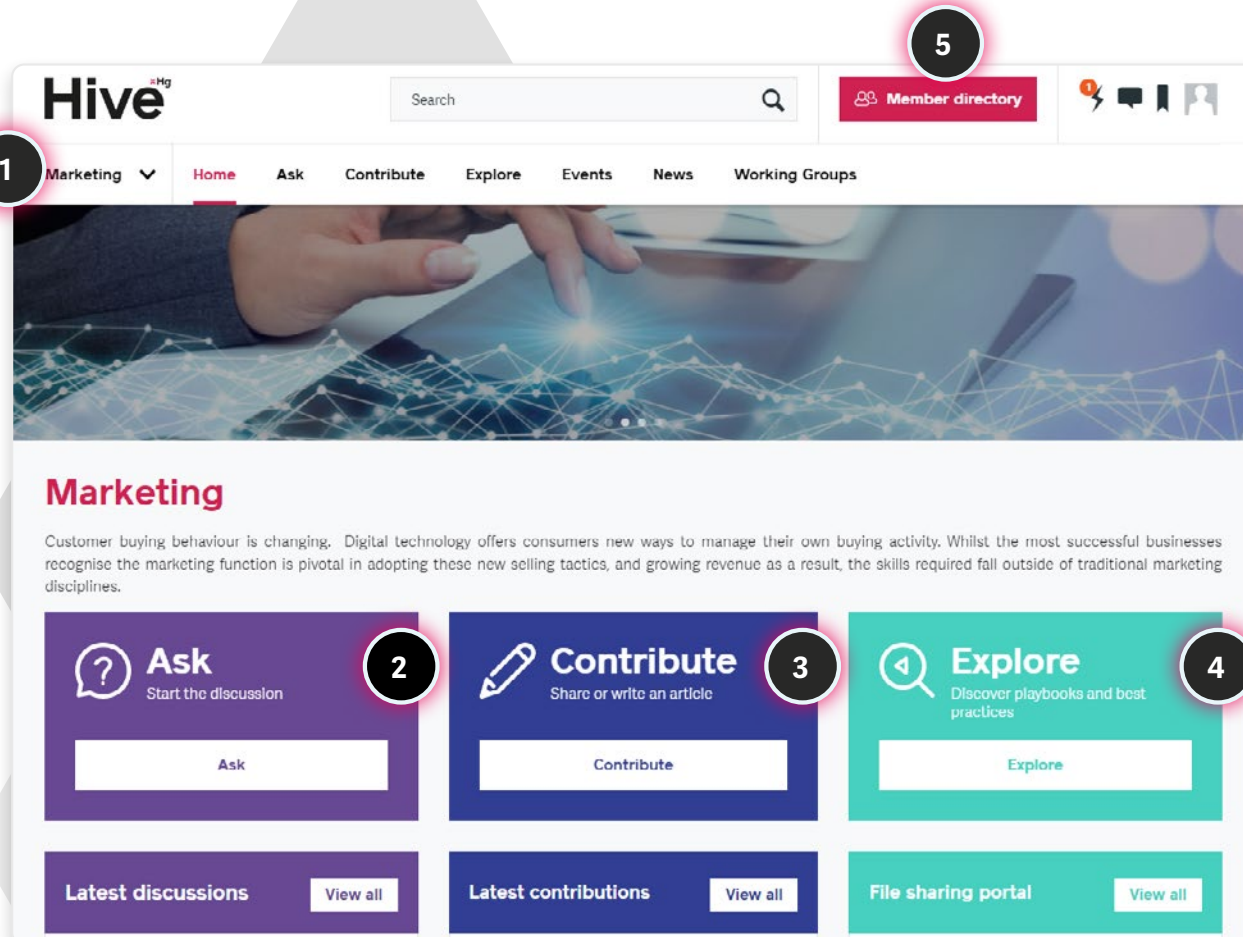 5
Hive
xHg
Search
Member directory
1
1
Marketing
Home Ask Contribute Explore Events News Working Groups
Marketing
Customer buying behaviour is changing. Digital technology offers consumers new ways to manage their own buying activity. Whilst the most successful businesses
recognise the marketing function is pivotal in adopting these new selling tactics, and growing revenue as a result, the skills required fall outside of traditional marketing
disciplines.
Ask
Start the discussion
2
Ask
Contribute
Share or write an article
3
Contribute
Explore
Discover playbooks and best
practices
4
Explore
Latest discussions
View all
Latest contributions
View all
File sharing portal
View all